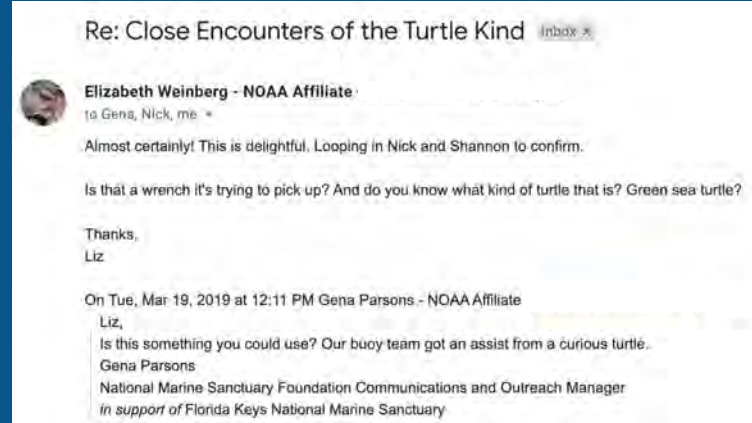 Re: Close Encounters of the Turtle Kind Inbox x
Elizabeth Weinberg - NOAA Affiliate
to Gena, Nick, me
Almost certainly! This is delightful. Looping in Nick and Shannon to confirm.
Is that a wrench it's trying to pick up? And do you know what kind of turtle that is? Green sea turtle?
Thanks,
Liz
On Tue, Mar 19, 2019 at 12:11 PM Gena Parsons - NOAA Affiliate
Liz,
Is this something you could use? Our buoy team got an assist from a curious turtle.
Gena Parsons
National Marine Sanctuary Foundation Communications and Outreach Manager
in support of Florida Keys National Marine Sanctuary